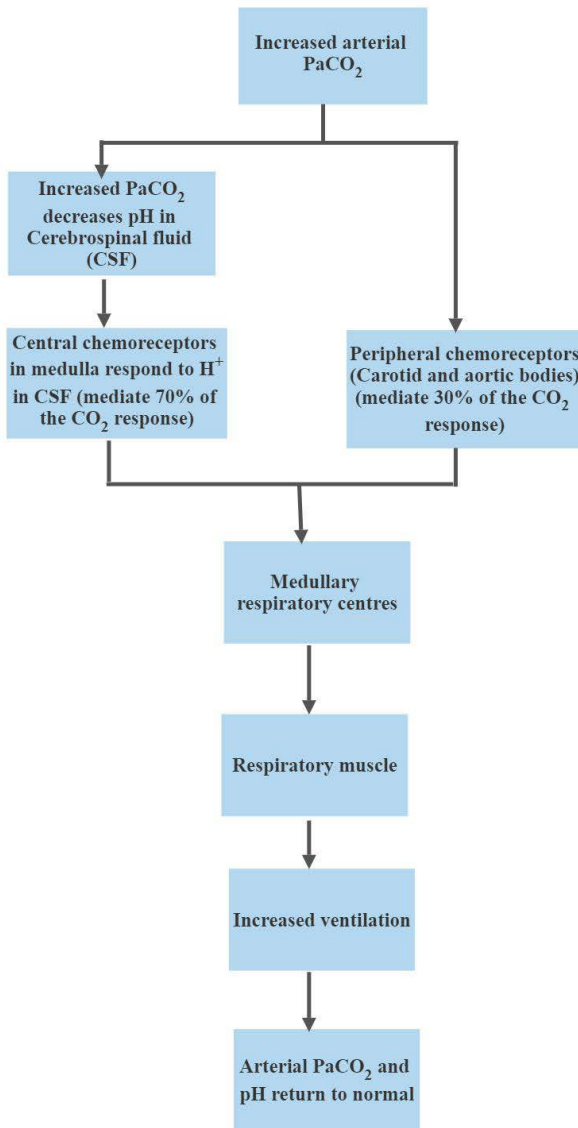 Increased arterial
PaCO₂
Increased PaCO₂
decreases pH in
Cerebrospinal fluid
(CSF)
Central chemoreceptors
in medulla respond to H⁺
in CSF (mediate 70% of
the CO₂ response)
Peripheral chemoreceptors
(Carotid and aortic bodies)
(mediate 30% of the CO₂
response)
Medullary
respiratory centres
Respiratory muscle
Increased ventilation
Arterial PaCO₂ and
pH return to normal